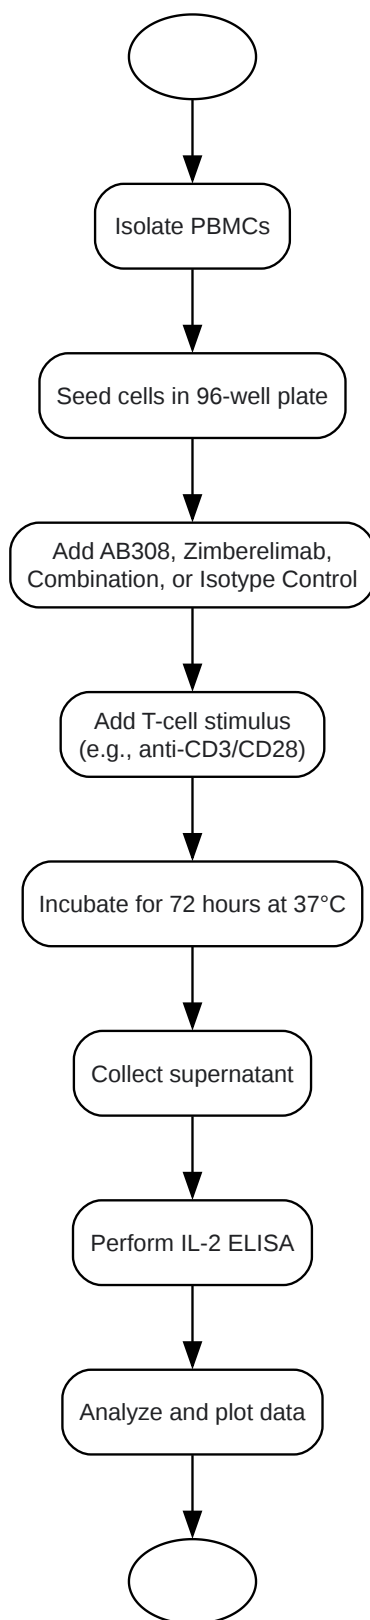 Isolate PBMCs
Seed cells in 96-well plate
Add AB308, Zimberelimab,
Combination, or Isotype Control
Add T-cell stimulus
(e.g., anti-CD3/CD28)
Incubate for 72 hours at 37°C
Collect supernatant
Perform IL-2 ELISA
Analyze and plot data